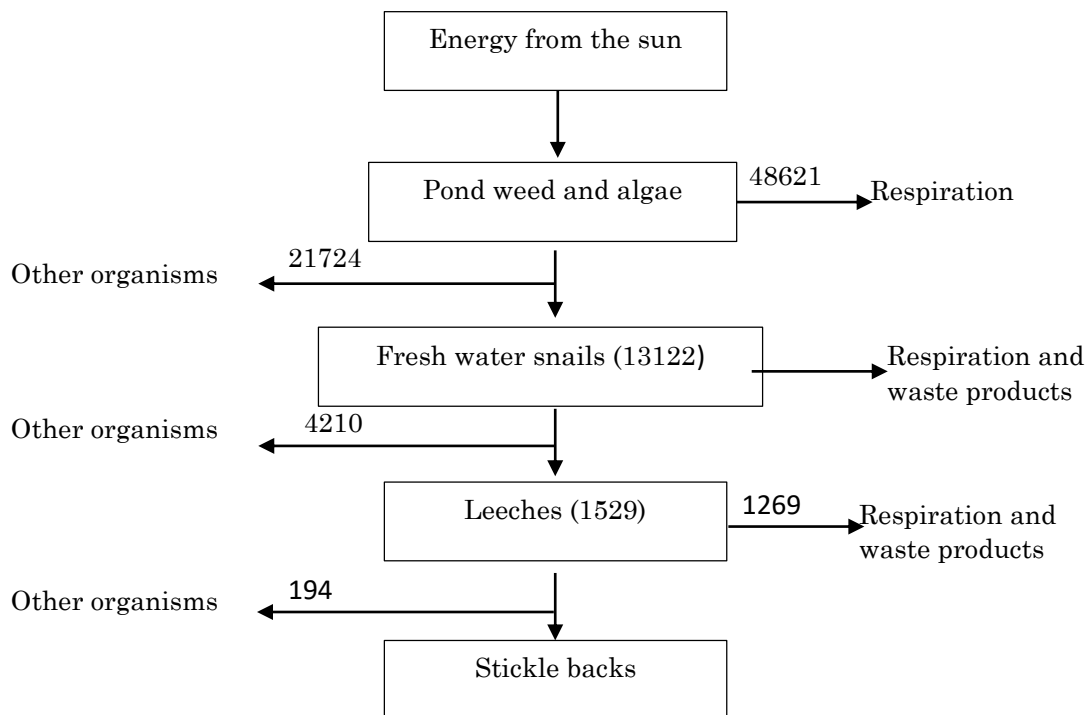 Energy from the sun
Pond weed and algae
48621
Respiration
Other organisms
21724
Fresh water snails (13122)
Respiration and
waste products
Other organisms
4210
Leeches (1529)
1269
Respiration and
waste products
Other organisms
194
Stickle backs